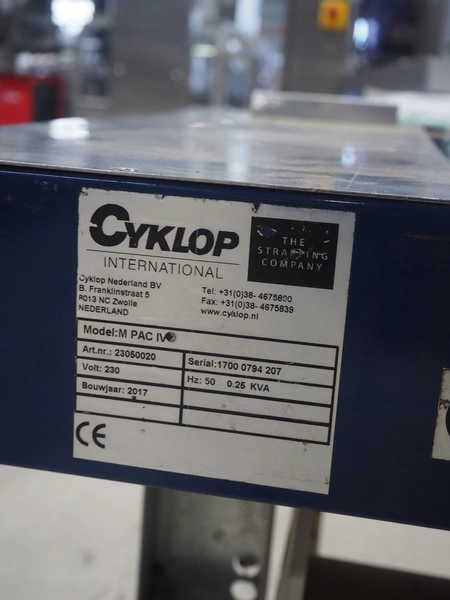 CYKLOP
INTERNATIONAL
THE
STRAPPING
COMPANY
Cyklop Nederland BV
B. Franklinstraat 5
8013 NC Zwolle
NEDERLAND
Tel: +31(0)38- 4675800
Fax: +31(0)38- 4675839
www.cyklop.nl
Model:M PAC IV
Art.nr.: 23050020
Serial:1700 0794 207
Volt: 230
Hz: 50 0.25 KVA
Bouwjaar: 2017
CE